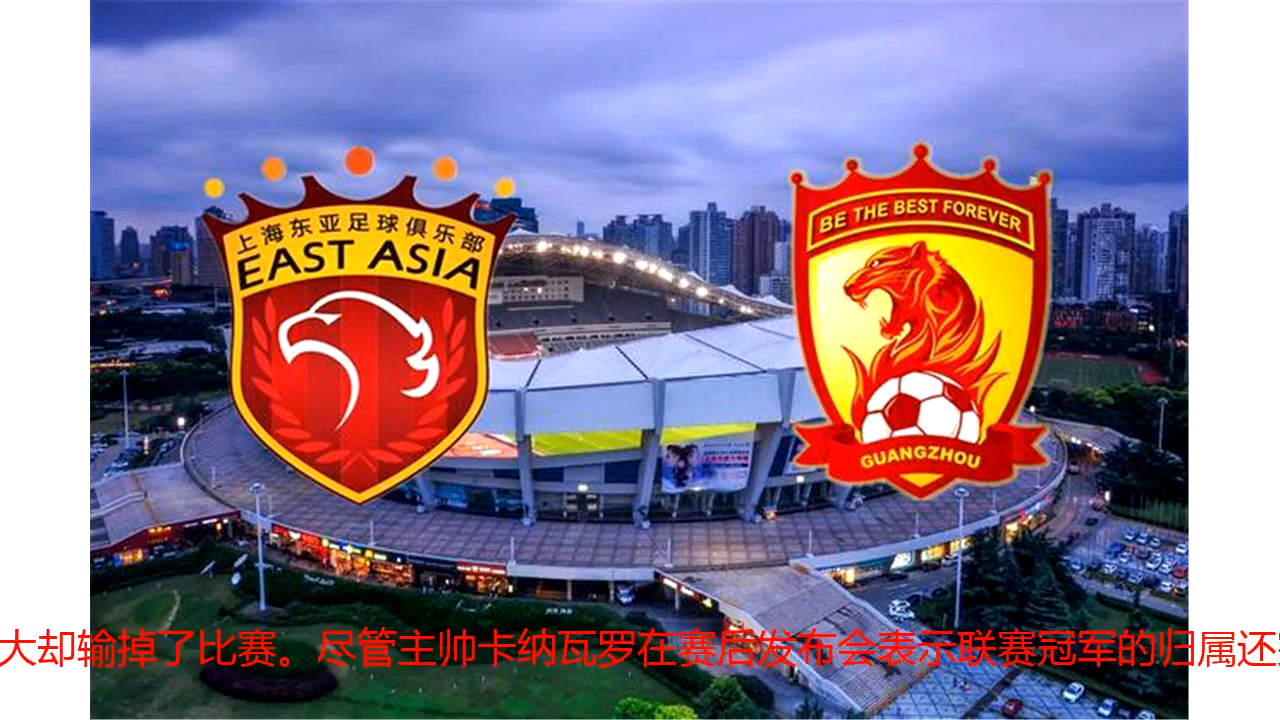 上海东亚足球俱乐部
EAST ASIA
BE THE BEST FOREVER
GUANGZHOU
大却输掉了比赛。尽管主帅卡纳瓦罗在赛后发布会表示联赛冠军的归属还